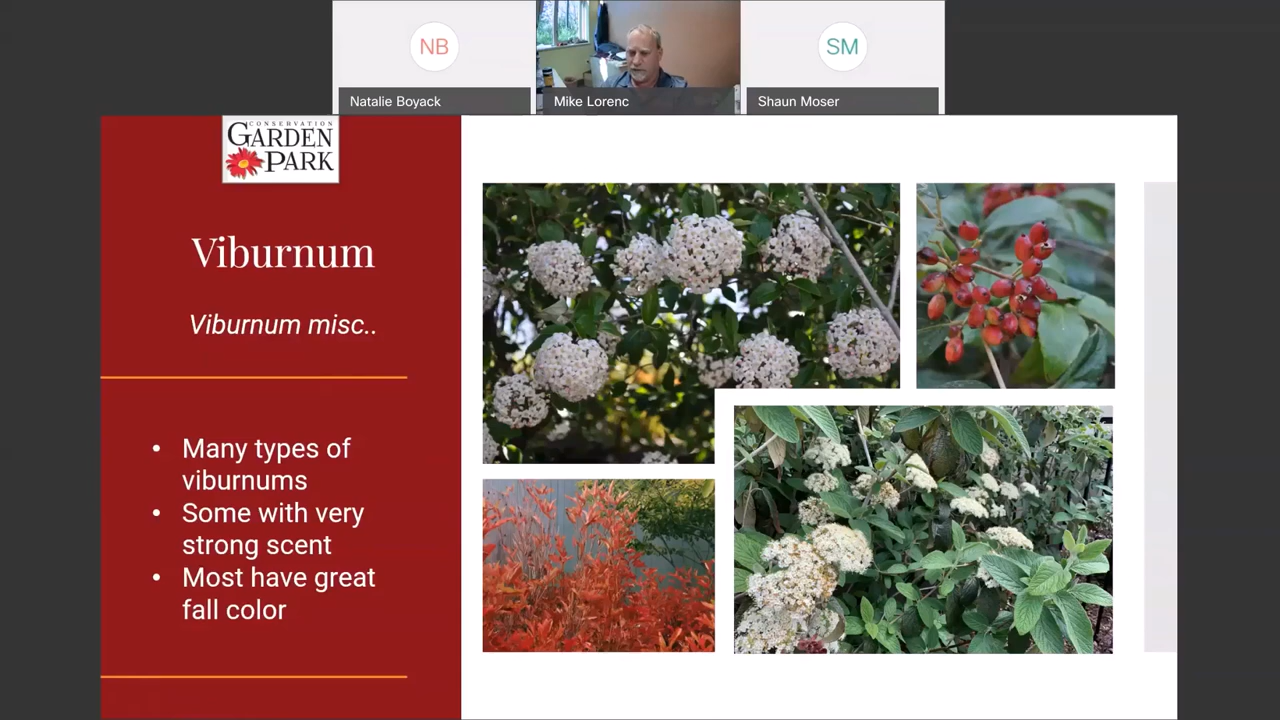 NB
SM
Natalie Boyack
Mike Lorenc
Shaun Moser
CONSERVATION
GARDEN
PARK
Viburnum
Viburnum misc..
• Many types of
viburnums
• Some with very
strong scent
• Most have great
fall color